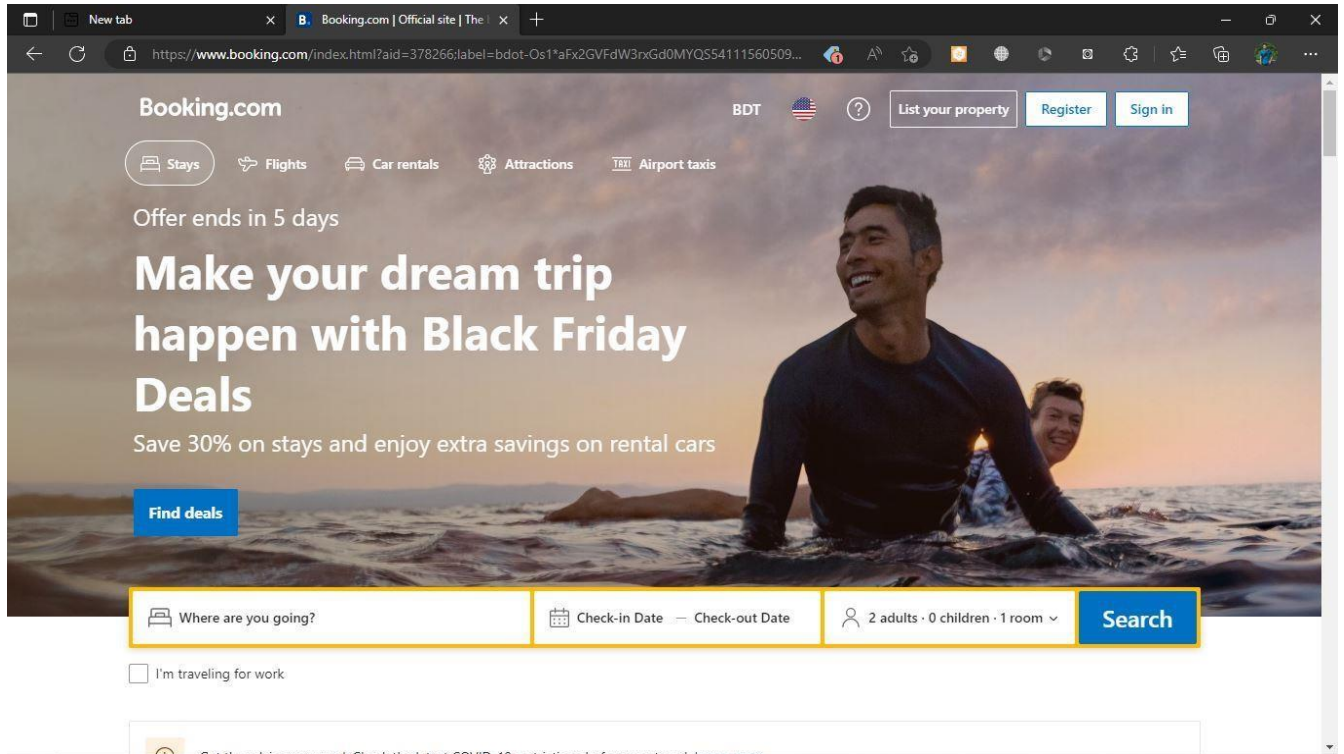 New tab
B. Booking.com | Official site | The
https://www.booking.com/index.html?aid=378266;label=bdot-Os1*aFx2GVFdW3rxGd0MYQS54111560509...
Booking.com
BDT
List your property
Register
Sign in
Stays
Flights
Car rentals
Attractions
TAXI Airport taxis
Offer ends in 5 days
Make your dream trip
happen with Black Friday
Deals
Save 30% on stays and enjoy extra savings on rental cars
Find deals
Where are you going?
Check-in Date — Check-out Date
2 adults · 0 children · 1 room
Search
I'm traveling for work